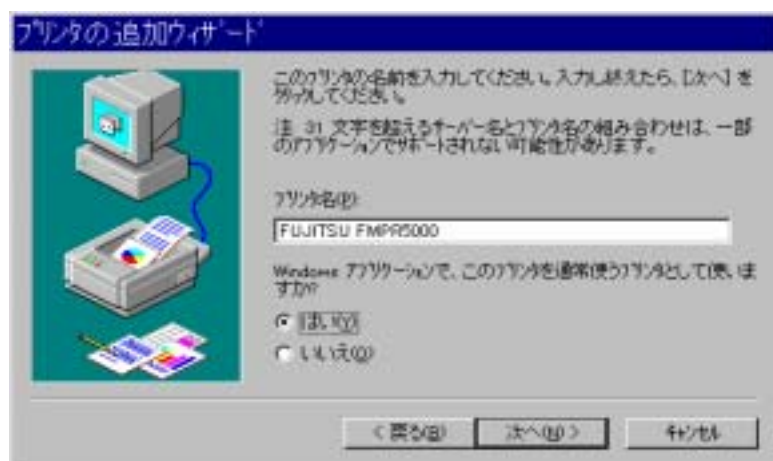 プリンタの追加ウィザード
このプリンタの名前を入力してください。入力し終えたら、[次へ] を
クリックしてください。
注 31 文字を超えるサーバー名とプリンタ名の組み合わせは、一部
のアプリケーションでサポートされない可能性があります。
プリンタ名(P):
FUJITSU FMPR5000
Windows アプリケーションで、このプリンタを通常使うプリンタとして使いま
すか?
はい(Y)
いいえ(O)
< 戻る(B)
次へ(N) >
キャンセル